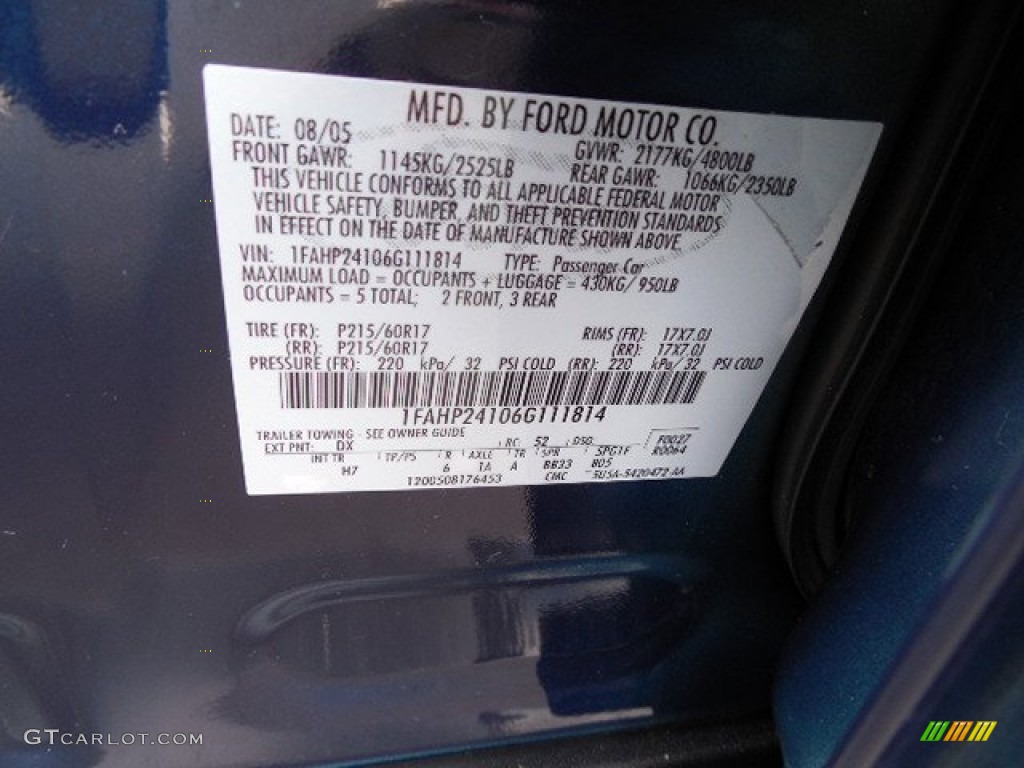 MFD. BY FORD MOTOR CO.
DATE: 08/05 GVWR: 2177KG/4800LB
FRONT GAWR: 1145KG/2525LB REAR GAWR: 1066KG/2350LB
THIS VEHICLE CONFORMS TO ALL APPLICABLE FEDERAL MOTOR
VEHICLE SAFETY, BUMPER, AND THEFT PREVENTION STANDARDS
IN EFFECT ON THE DATE OF MANUFACTURE SHOWN ABOVE.
VIN: 1FAHP24106G111814 TYPE: Passenger Car
MAXIMUM LOAD = OCCUPANTS + LUGGAGE = 430KG/ 950LB
OCCUPANTS = 5 TOTAL; 2 FRONT, 3 REAR
TIRE (FR): P215/60R17 RIMS (FR): 17X7.0J
(RR): P215/60R17 (RR): 17X7.0J
PRESSURE (FR): 220 kPa/ 32 PSI COLD (RR): 220 kPa/ 32 PSI COLD
1FAHP24106G111814
TRAILER TOWING - SEE OWNER GUIDE
EXT PNT: DX RC: 52 DSO: F0027
INT TR TP/PS R AXLE TR SPR SPG1F R0064
H7 6 1A A BB33 B05
1200508176453 CMC 5U5A-5420472-AA
GTCARLOT.COM